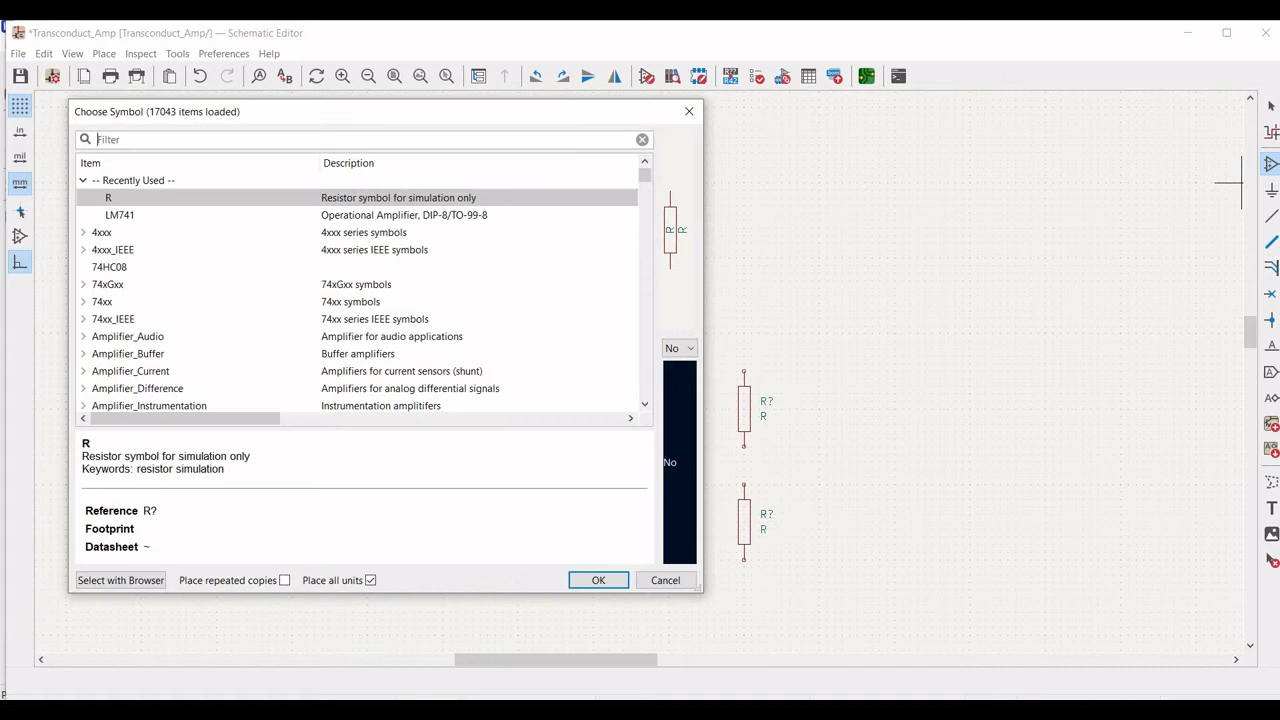 *Transconduct_Amp [Transconduct_Amp/] — Schematic Editor
File Edit View Place Inspect Tools Preferences Help
Choose Symbol (17043 items loaded)
Filter
Item Description
-- Recently Used --
R Resistor symbol for simulation only
LM741 Operational Amplifier, DIP-8/TO-99-8
4xxx 4xxx series symbols
4xxx_IEEE 4xxx series IEEE symbols
74HC08
74xGxx 74xGxx symbols
74xx 74xx symbols
74xx_IEEE 74xx series IEEE symbols
Amplifier_Audio Amplifier for audio applications
Amplifier_Buffer Buffer amplifiers
Amplifier_Current Amplifiers for current sensors (shunt)
Amplifier_Difference Amplifiers for analog differential signals
Amplifier_Instrumentation Instrumentation amplitifers
R
Resistor symbol for simulation only
Keywords: resistor simulation
Reference R?
Footprint
Datasheet ~
Select with Browser Place repeated copies Place all units OK Cancel
R R
No
No
R?
R
R?
R
in
mil
mm